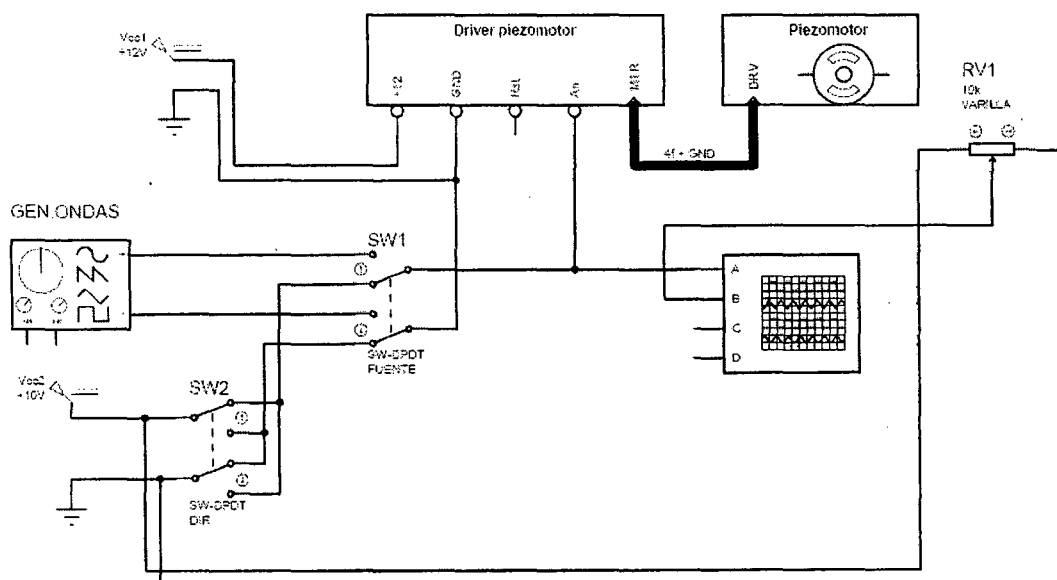 Driver piezomotor
Piezomotor
Vcc1
+12V
+12
GND
Rst
An
MTR
DRV
RV1
10k
VARILLA
4f + GND
GEN.ONDAS
SW1
A
B
C
D
SW-DPDT
FUENTE
Vcc2
+10V
SW2
SW-DPDT
DIR